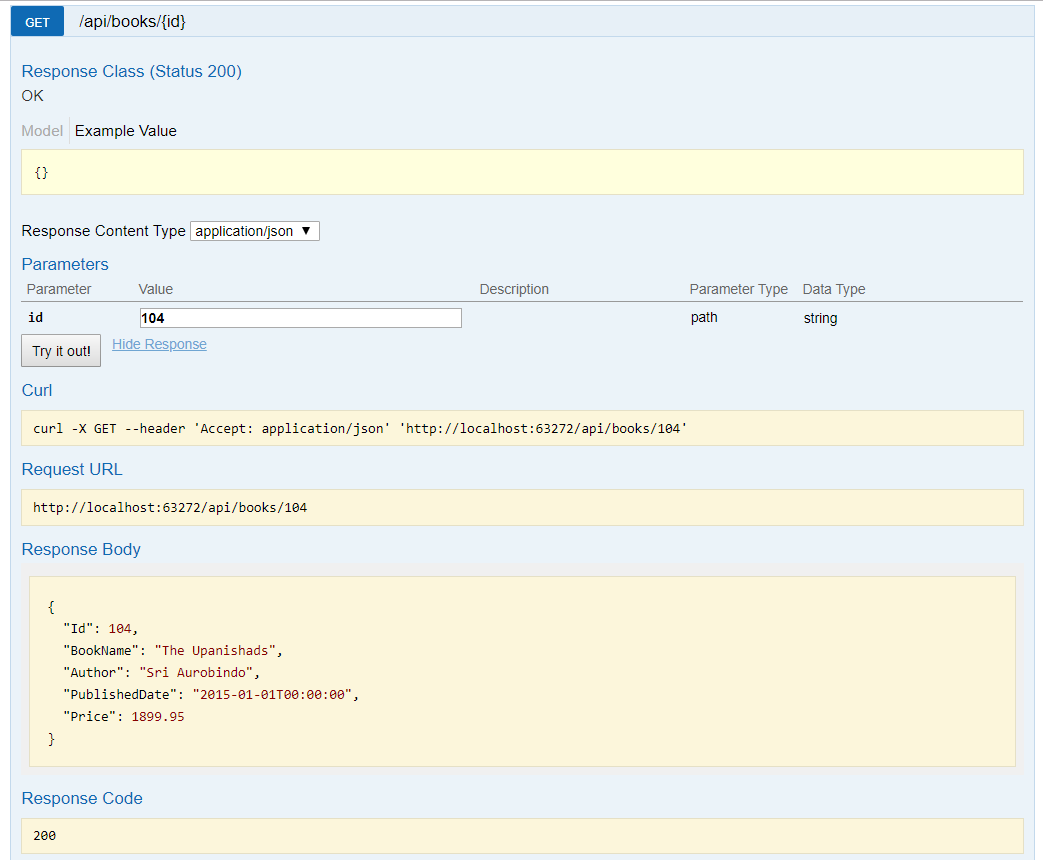 GET /api/books/{id}
Response Class (Status 200)
OK
Model Example Value
{}
Response Content Type application/json ▼
Parameters
Parameter Value Description Parameter Type Data Type
id 104 path string
Try it out! Hide Response
Curl
curl -X GET --header 'Accept: application/json' 'http://localhost:63272/api/books/104'
Request URL
http://localhost:63272/api/books/104
Response Body
{
  "Id": 104,
  "BookName": "The Upanishads",
  "Author": "Sri Aurobindo",
  "PublishedDate": "2015-01-01T00:00:00",
  "Price": 1899.95
}
Response Code
200